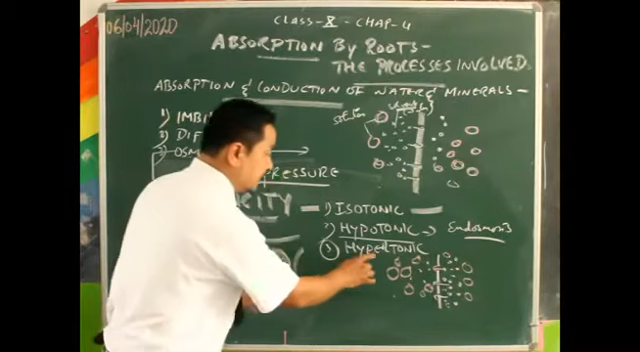 06/04/2020
CLASS-X - CHAP-4
ABSORPTION BY ROOTS-
THE PROCESSES INVOLVED.
ABSORPTION & CONDUCTION OF WATER & MINERALS -
1) IMBI
2) DIF
3) OSM
PRESSURE
CITY
1) ISOTONIC
2) HYPOTONIC → Endosmosis
3) HYPERTONIC